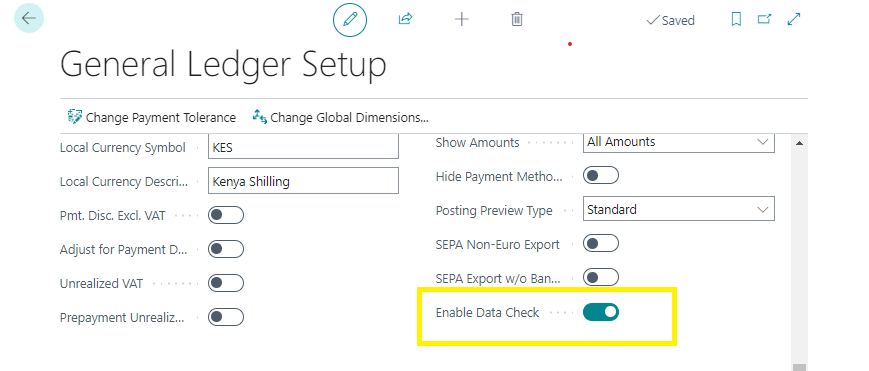 Saved
General Ledger Setup
Change Payment Tolerance Change Global Dimensions...
Local Currency Symbol KES
Local Currency Descri... Kenya Shilling
Pmt. Disc. Excl. VAT
Adjust for Payment D...
Unrealized VAT
Prepayment Unrealiz...
Show Amounts All Amounts
Hide Payment Metho...
Posting Preview Type Standard
SEPA Non-Euro Export
SEPA Export w/o Ban...
Enable Data Check